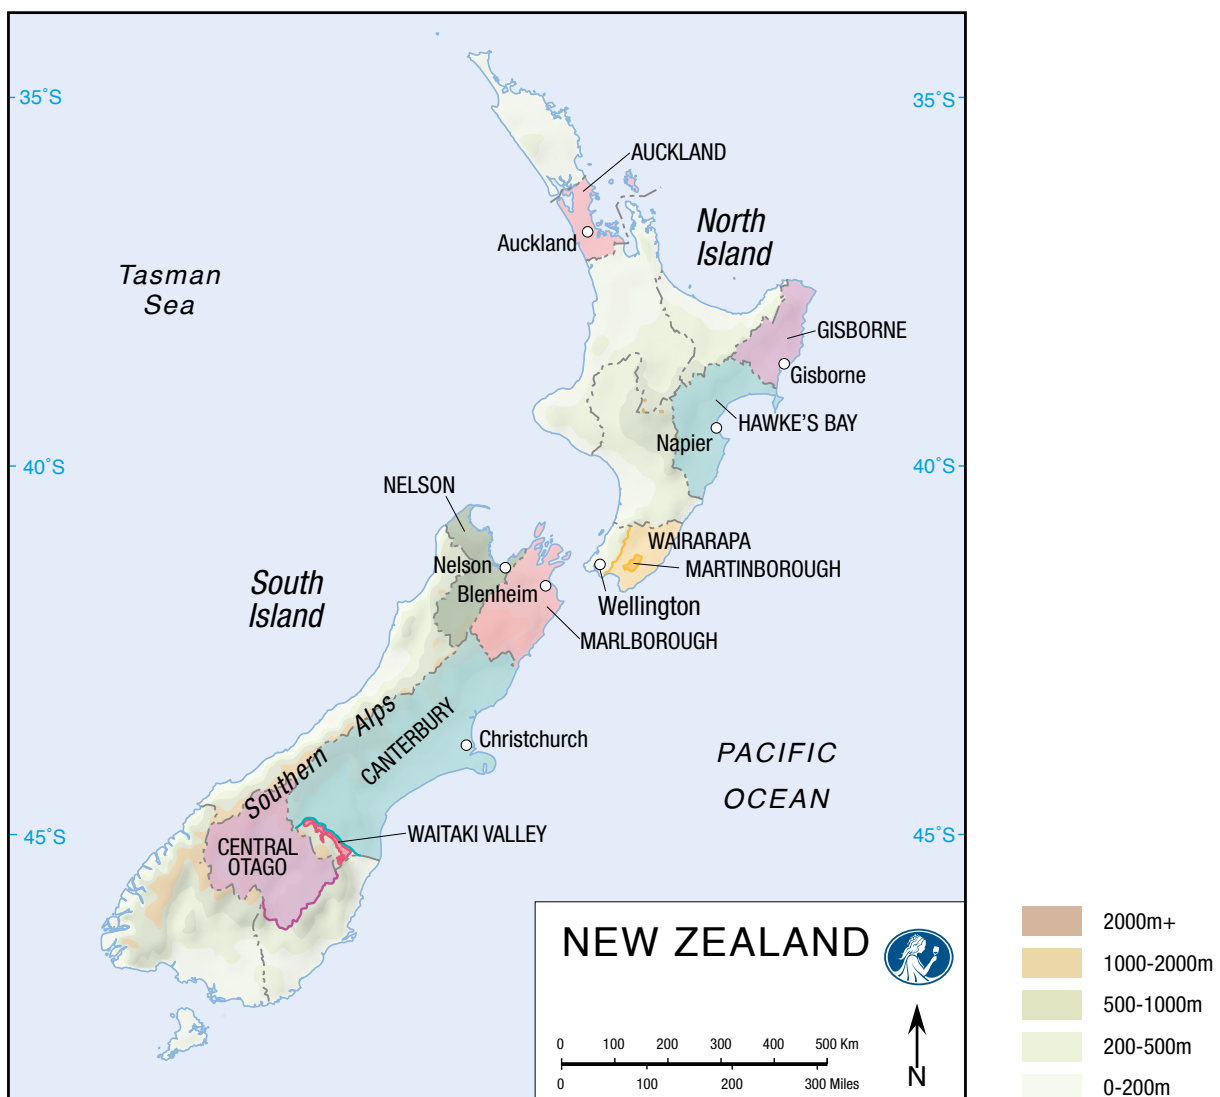 35°S
35°S
AUCKLAND
North
Island
Auckland
Tasman
Sea
GISBORNE
Gisborne
HAWKE'S BAY
Napier
40°S
40°S
NELSON
WAIRARAPA
MARTINBOROUGH
Nelson
Blenheim
Wellington
South
Island
MARLBOROUGH
Southern Alps
CANTERBURY
Christchurch
PACIFIC
OCEAN
45°S
45°S
WAITAKI VALLEY
CENTRAL
OTAGO
NEW ZEALAND
0 100 200 300 400 500 Km
0 100 200 300 Miles
N
2000m+
1000-2000m
500-1000m
200-500m
0-200m